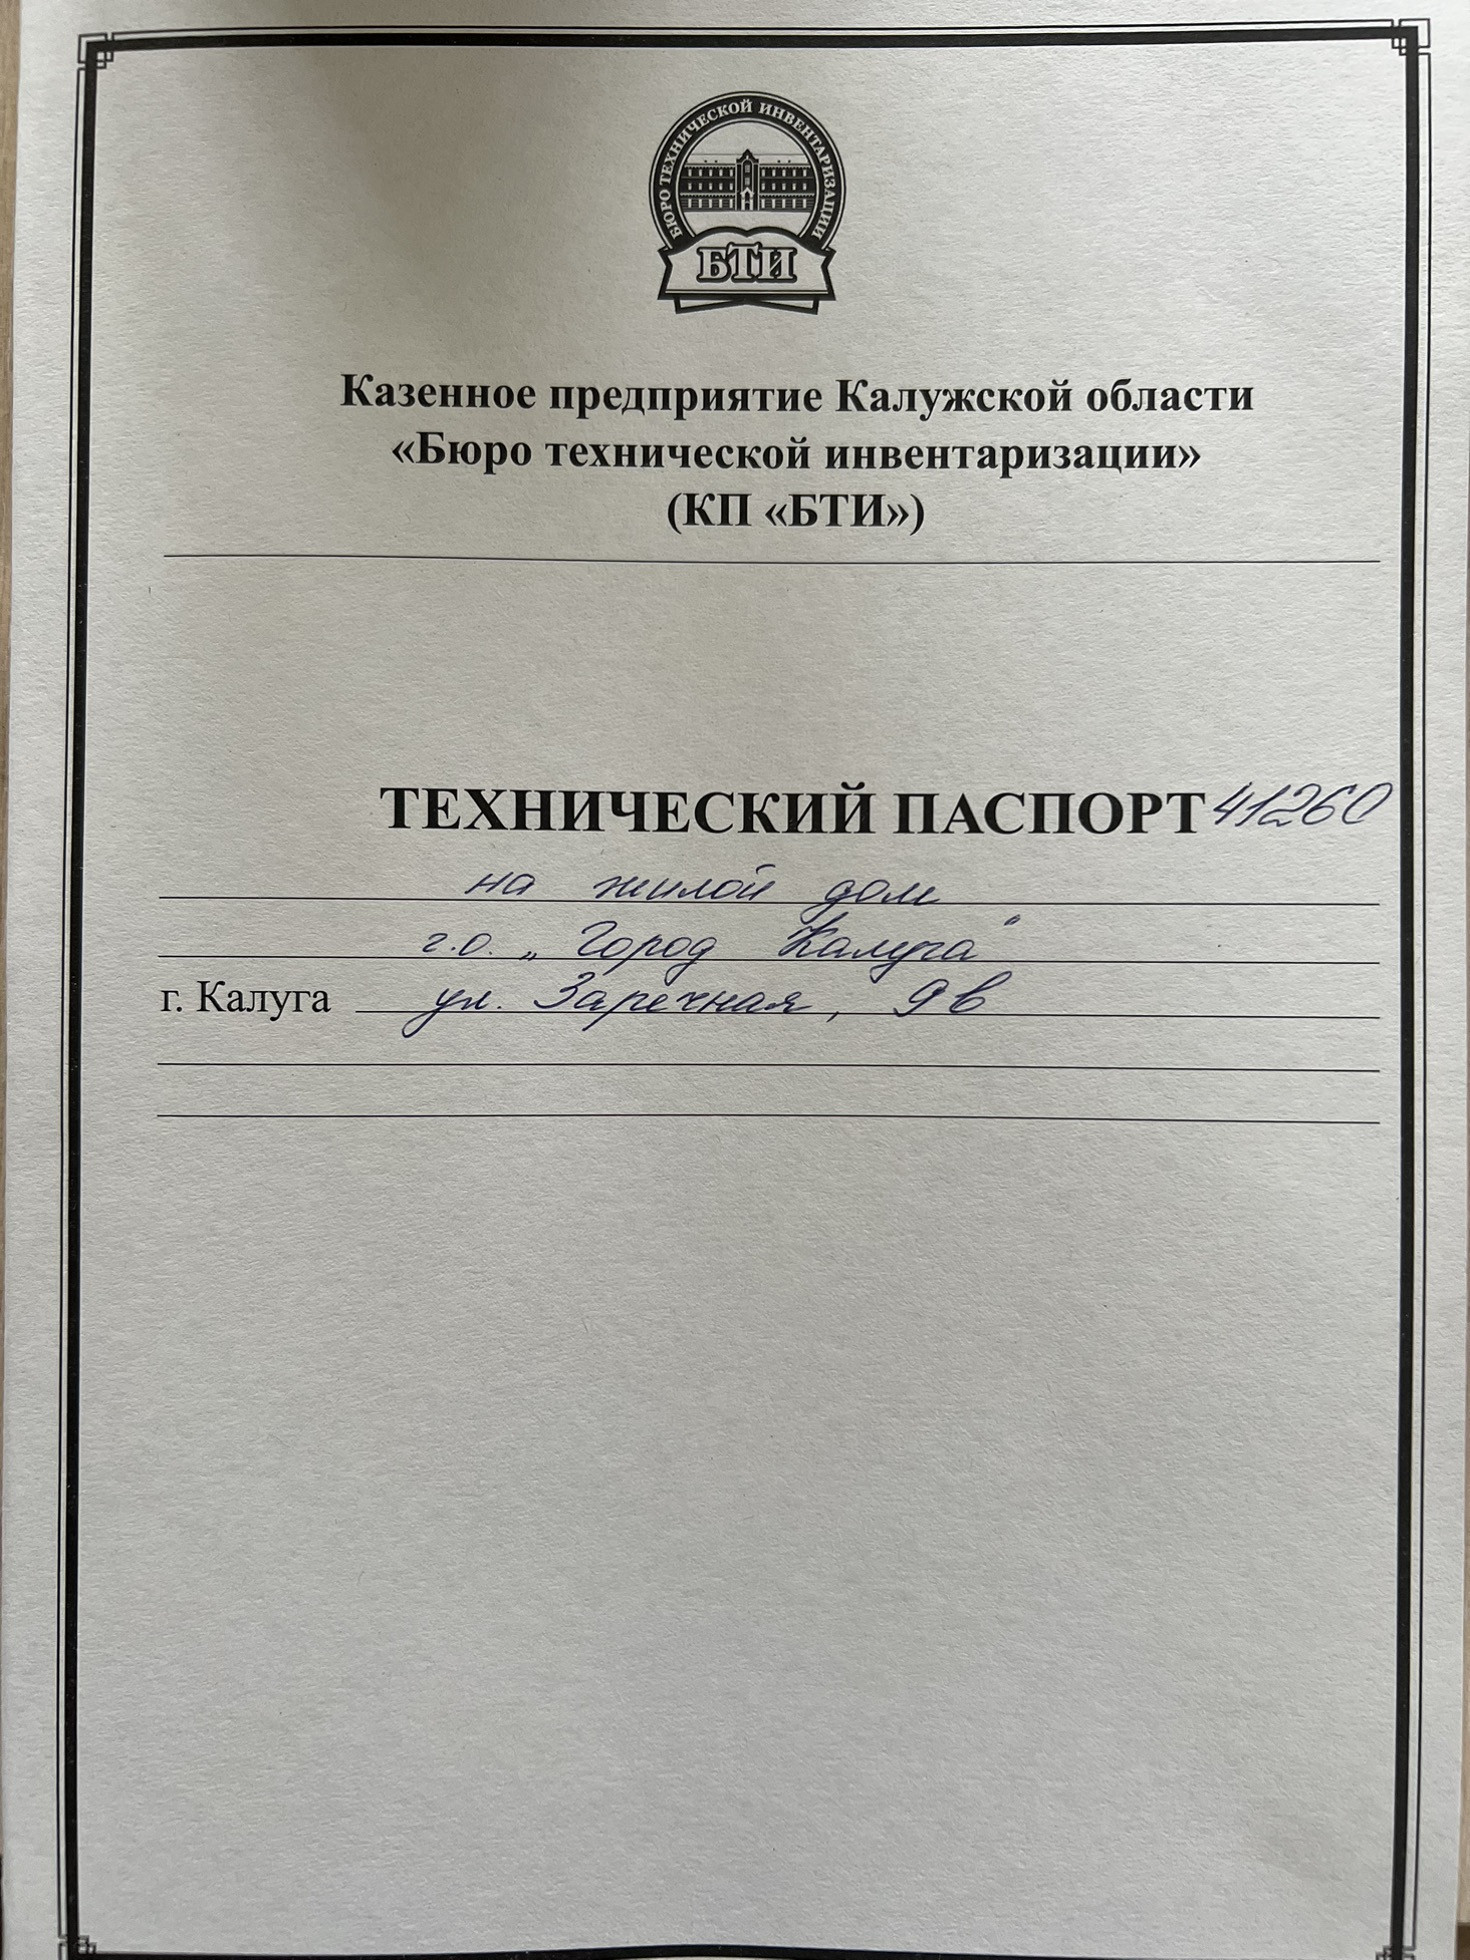 БЮРО ТЕХНИЧЕСКОЙ ИНВЕНТАРИЗАЦИИ
БТИ
Казенное предприятие Калужской области
«Бюро технической инвентаризации»
(КП «БТИ»)
ТЕХНИЧЕСКИЙ ПАСПОРТ 41260
на жилой дом
г.о. „Город Калуга"
г. Калуга ул. Заречная, 9в